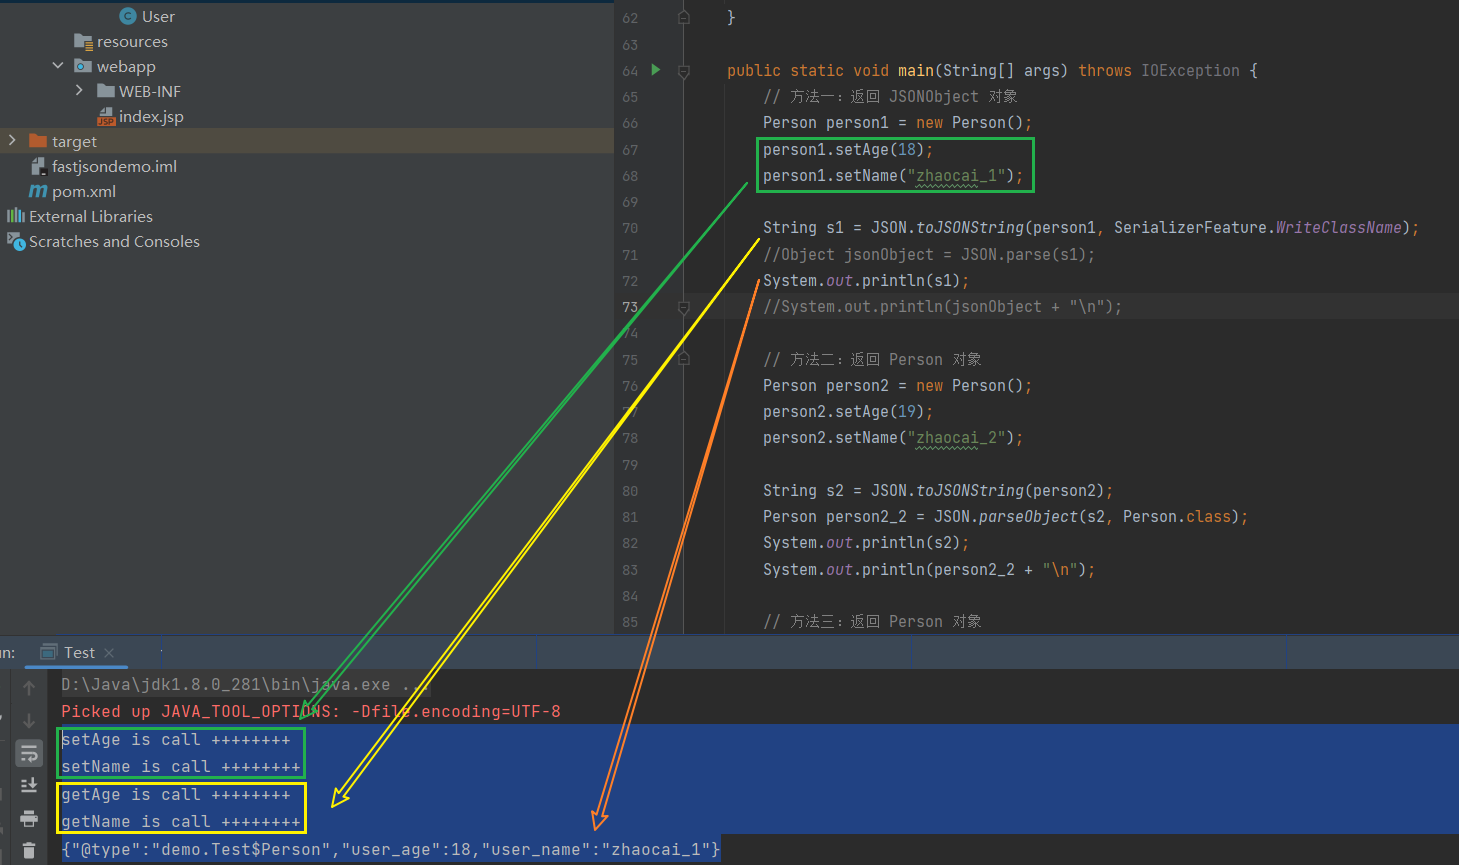 User
resources
webapp
WEB-INF
index.jsp
target
fastjsondemo.iml
pom.xml
External Libraries
Scratches and Consoles
62 }
63
64 public static void main(String[] args) throws IOException {
65 // 方法一：返回 JSONObject 对象
66 Person person1 = new Person();
67 person1.setAge(18);
68 person1.setName("zhaocai_1");
69
70 String s1 = JSON.toJSONString(person1, SerializerFeature.WriteClassName);
71 //Object jsonObject = JSON.parse(s1);
72 System.out.println(s1);
73 //System.out.println(jsonObject + "\n");
74
75 // 方法二：返回 Person 对象
76 Person person2 = new Person();
77 person2.setAge(19);
78 person2.setName("zhaocai_2");
79
80 String s2 = JSON.toJSONString(person2);
81 Person person2_2 = JSON.parseObject(s2, Person.class);
82 System.out.println(s2);
83 System.out.println(person2_2 + "\n");
84
85 // 方法三：返回 Person 对象
un: Test
D:\Java\jdk1.8.0_281\bin\java.exe ...
Picked up JAVA_TOOL_OPTIONS: -Dfile.encoding=UTF-8
setAge is call ++++++++
setName is call ++++++++
getAge is call ++++++++
getName is call ++++++++
{"@type":"demo.Test$Person","user_age":18,"user_name":"zhaocai_1"}